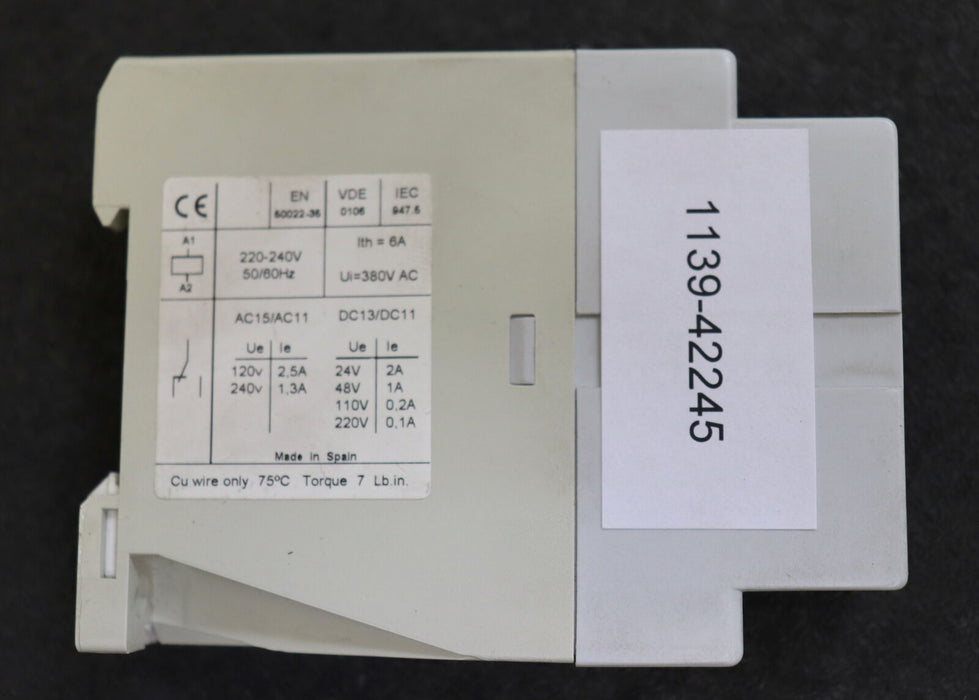 CE EN VDE IEC
50022-35 0106 947.5
A1
A2
220-240V
50/60Hz
Ith = 6A
Ui=380V AC
AC15/AC11 DC13/DC11
Ue Ie Ue Ie
120v 2,5A 24V 2A
240v 1,3A 48V 1A
110V 0,2A
220V 0,1A
Made in Spain
Cu wire only 75ºC Torque 7 Lb.in.
1139-42245